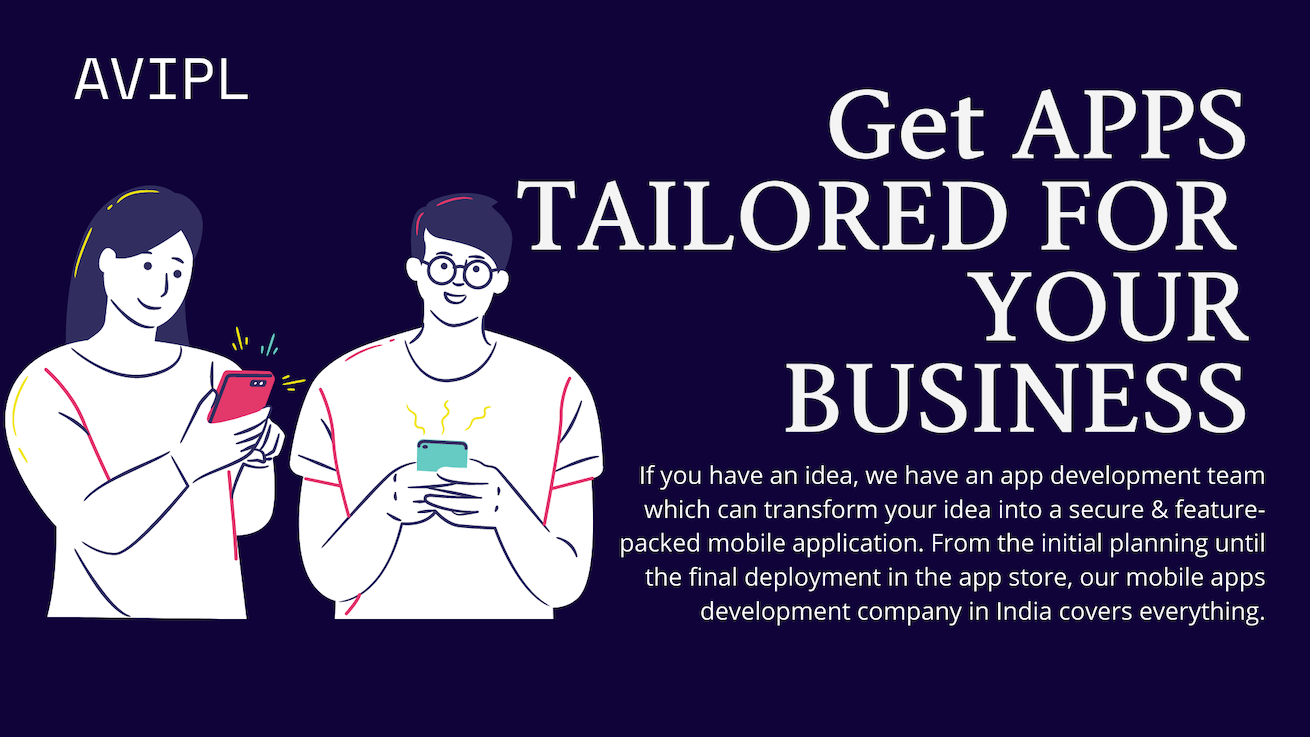 AVIPL
Get APPS
TAILORED FOR
YOUR
BUSINESS
If you have an idea, we have an app development team
which can transform your idea into a secure & feature-
packed mobile application. From the initial planning until
the final deployment in the app store, our mobile apps
development company in India covers everything.